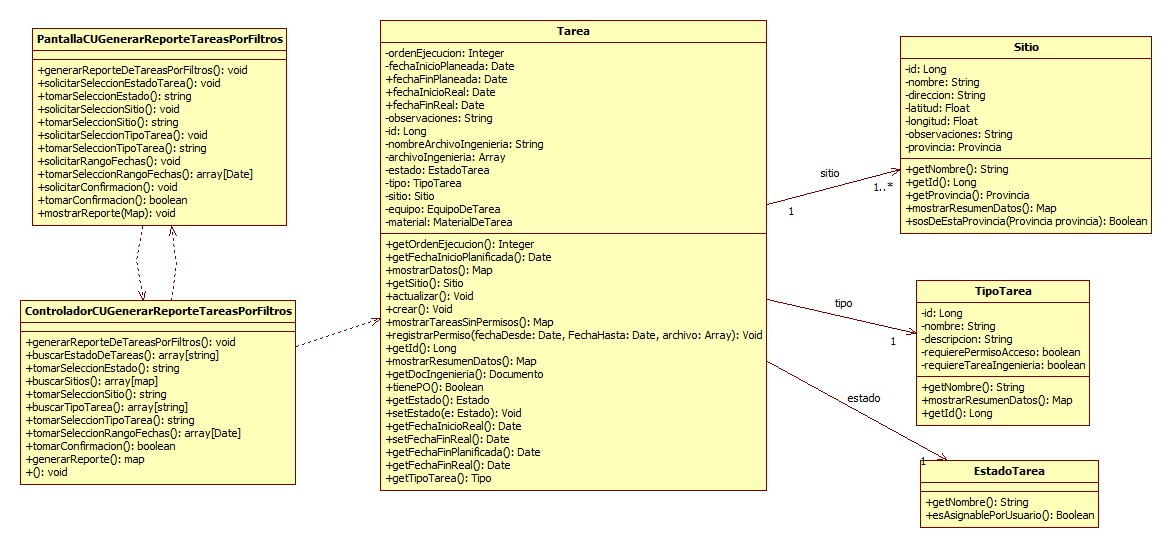 PantallaCUGenerarReporteTareasPorFiltros
+generarReporteDeTareasPorFiltros(): void
+solicitarSeleccionEstadoTarea(): void
+tomarSeleccionEstado(): string
+solicitarSeleccionSitio(): void
+tomarSeleccionSitio(): string
+solicitarSeleccionTipoTarea(): void
+tomarSeleccionTipoTarea(): string
+solicitarRangoFechas(): void
+tomarSeleccionRangoFechas(): array[Date]
+solicitarConfirmacion(): void
+tomarConfirmacion(): boolean
+mostrarReporte(Map): void
ControladorCUGenerarReporteTareasPorFiltros
+generarReporteDeTareasPorFiltros(): void
+buscarEstadoDeTareas(): array[string]
+tomarSeleccionEstado(): string
+buscarSitios(): array[map]
+tomarSeleccionSitio(): string
+buscarTipoTarea(): array[string]
+tomarSeleccionTipoTarea(): string
+tomarSeleccionRangoFechas(): array[Date]
+tomarConfirmacion(): boolean
+generarReporte(): map
+(): void
Tarea
-ordenEjecucion: Integer
-fechaInicioPlaneada: Date
+fechaFinPlaneada: Date
+fechaInicioReal: Date
+fechaFinReal: Date
-observaciones: String
-id: Long
-nombreArchivoIngenieria: String
-archivoIngenieria: Array
-estado: EstadoTarea
-tipo: TipoTarea
-sitio: Sitio
-equipo: EquipoDeTarea
-material: MaterialDeTarea
+getOrdenEjecucion(): Integer
+getFechaInicioPlanificada(): Date
+mostrarDatos(): Map
+getSitio(): Sitio
+actualizar(): Void
+crear(): Void
+mostrarTareasSinPermisos(): Map
+registrarPermiso(fechaDesde: Date, FechaHasta: Date, archivo: Array): Void
+getId(): Long
+mostrarResumenDatos(): Map
+getDocIngenieria(): Documento
+tienePO(): Boolean
+getEstado(): Estado
+setEstado(e: Estado): Void
+getFechaInicioReal(): Date
+setFechaFinReal(): Date
+getFechaFinPlanificada(): Date
+getFechaFinReal(): Date
+getTipoTarea(): Tipo
sitio
1
1..*
tipo
1
estado
1
Sitio
-id: Long
-nombre: String
-direccion: String
-latitud: Float
-longitud: Float
-observaciones: String
-provincia: Provincia
+getNombre(): String
+getId(): Long
+getProvincia(): Provincia
+mostrarResumenDatos(): Map
+sosDeEstaProvincia(Provincia provincia): Boolean
TipoTarea
-id: Long
-nombre: String
-descripcion: String
-requierePermisoAcceso: boolean
-requiereTareaIngenieria: boolean
+getNombre(): String
+mostrarResumenDatos(): Map
+getId(): Long
EstadoTarea
+getNombre(): String
+esAsignablePorUsuario(): Boolean